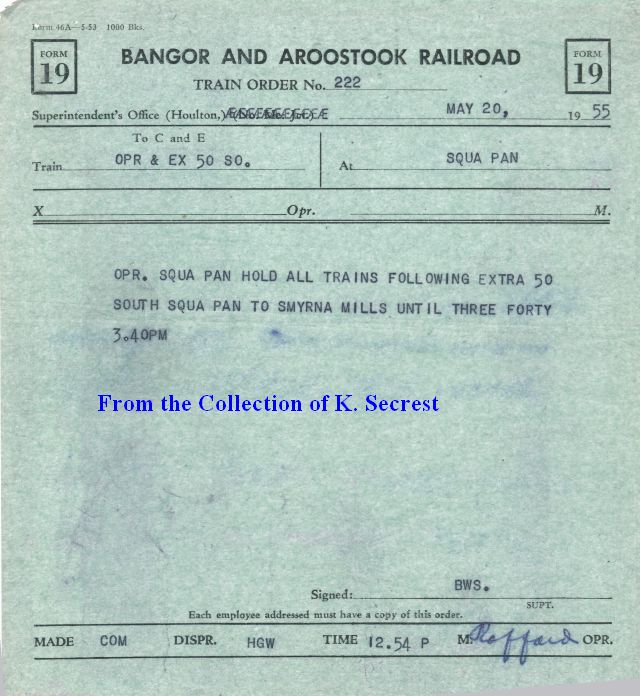 Form 46A—5-53 1000 Bks.
FORM 19
BANGOR AND AROOSTOOK RAILROAD
FORM 19
TRAIN ORDER No. 222
Superintendent's Office (Houlton,) MAY 20, 1955
To C and E
Train OPR & EX 50 SO. At SQUA PAN
X Opr. M.
OPR. SQUA PAN HOLD ALL TRAINS FOLLOWING EXTRA 50
SOUTH SQUA PAN TO SMYRNA MILLS UNTIL THREE FORTY
3.40PM
From the Collection of K. Secrest
Signed: BWS.
SUPT.
Each employee addressed must have a copy of this order.
MADE COM DISPR. HGW TIME 12.54 P M. Rafford OPR.